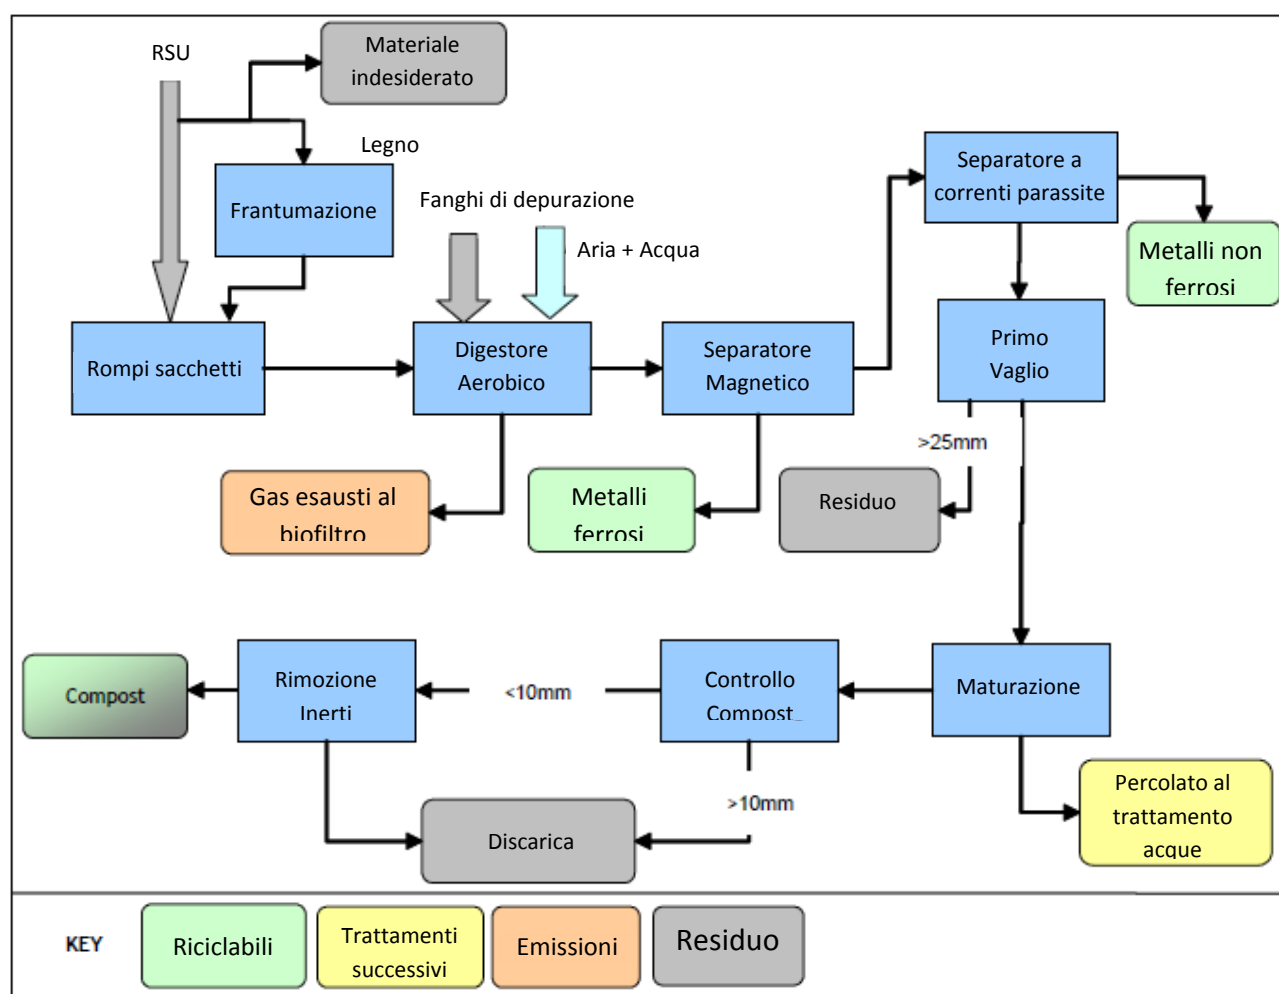 RSU
Materiale
indesiderato
Legno
Frantumazione
Fanghi di depurazione
Aria + Acqua
Separatore a
correnti parassite
Metalli non
ferrosi
Rompi sacchetti
Digestore
Aerobico
Separatore
Magnetico
Primo
Vaglio
>25mm
Gas esausti al
biofiltro
Metalli
ferrosi
Residuo
Compost
Rimozione
Inerti
<10mm
Controllo
Compost
Maturazione
>10mm
Discarica
Percolato al
trattamento
acque
KEY
Riciclabili
Trattamenti
successivi
Emissioni
Residuo